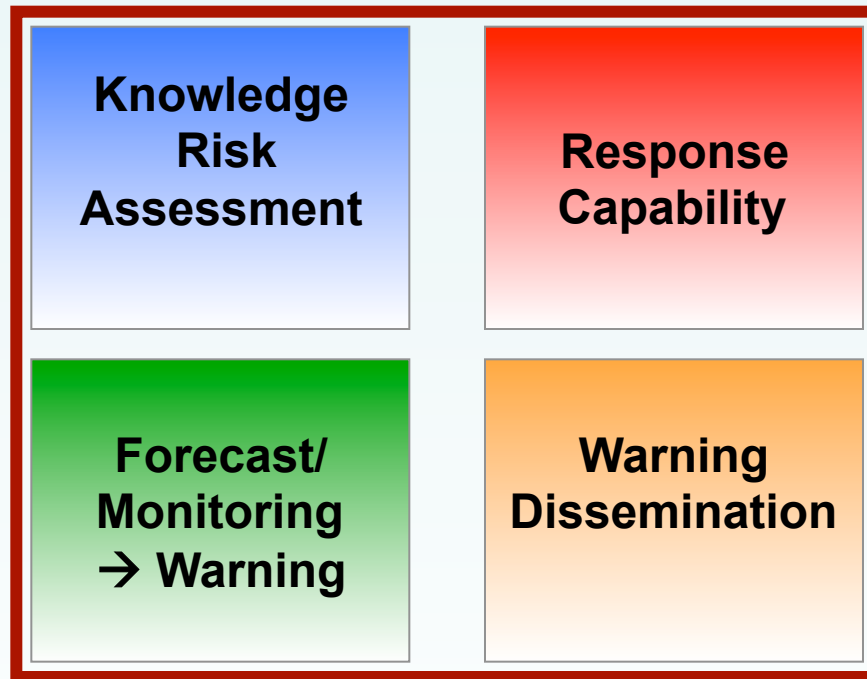 Knowledge
Risk
Assessment
Response
Capability
Forecast/
Monitoring
→ Warning
Warning
Dissemination